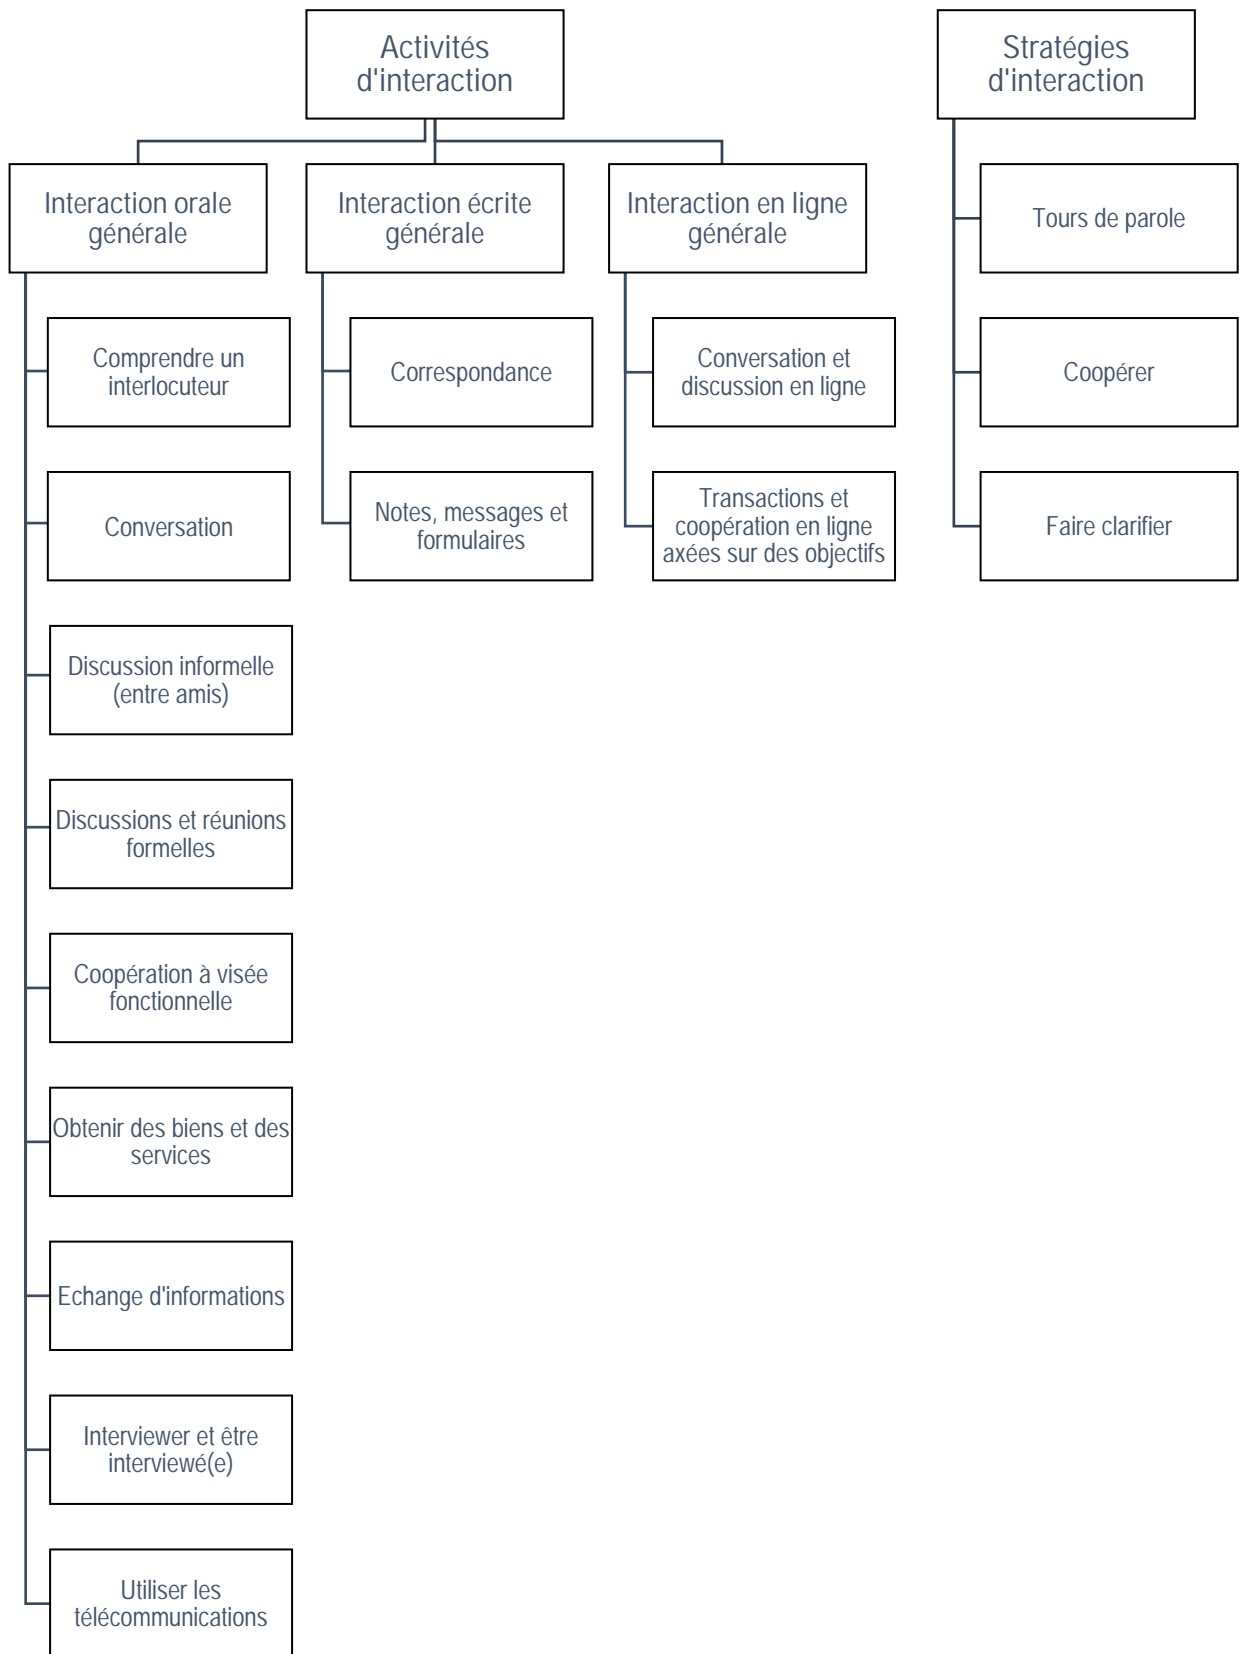 Activités
d'interaction
Stratégies
d'interaction
Interaction orale
générale
Interaction écrite
générale
Interaction en ligne
générale
Tours de parole
Comprendre un
interlocuteur
Correspondance
Conversation et
discussion en ligne
Coopérer
Conversation
Notes, messages et
formulaires
Transactions et
coopération en ligne
axées sur des objectifs
Faire clarifier
Discussion informelle
(entre amis)
Discussions et réunions
formelles
Coopération à visée
fonctionnelle
Obtenir des biens et des
services
Echange d'informations
Interviewer et être
interviewé(e)
Utiliser les
télécommunications